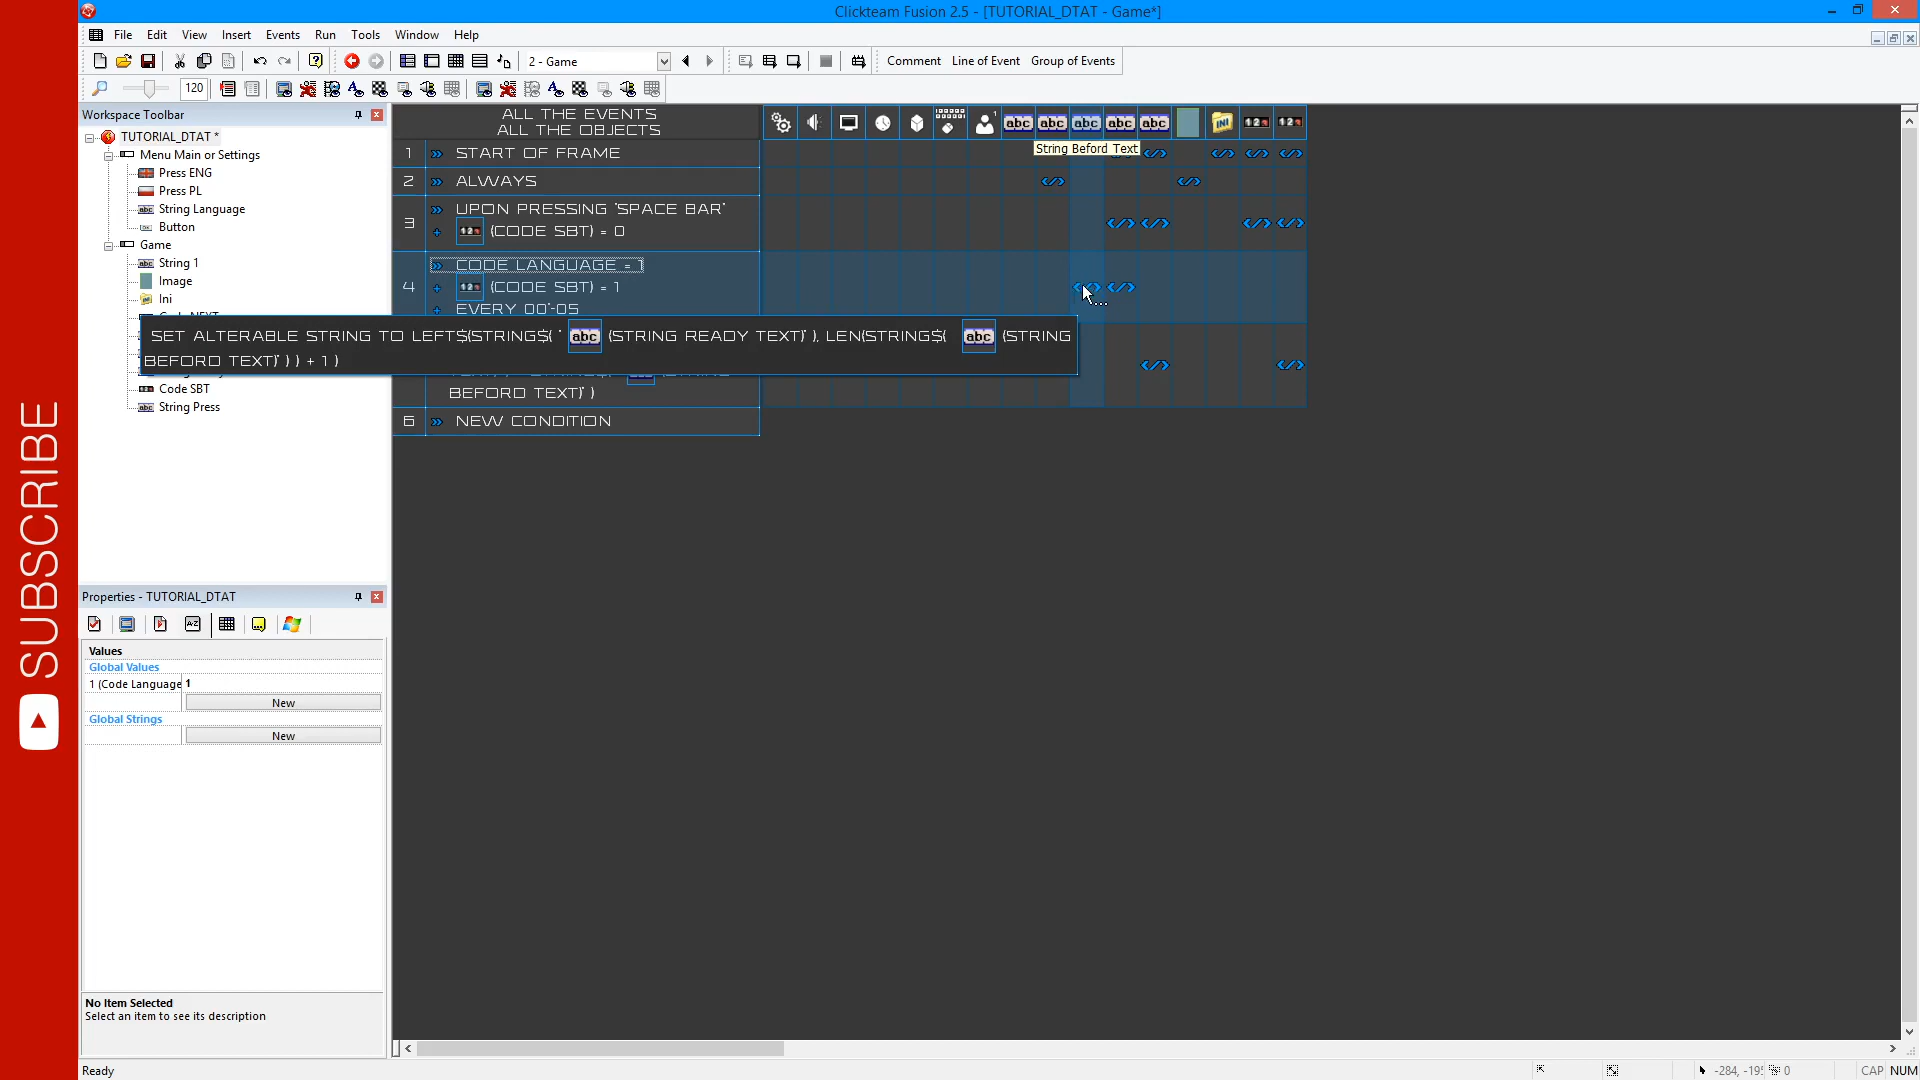 SUBSCRIBE
Clickteam Fusion 2.5 - [TUTORIAL_DTAT - Game*]
File Edit View Insert Events Run Tools Window Help
2 - Game
Comment Line of Event Group of Events
120
Workspace Toolbar
TUTORIAL_DTAT *
Menu Main or Settings
Press ENG
Press PL
String Language
Button
Game
String 1
Image
Ini
Code SBT
String Press
ALL THE EVENTS
ALL THE OBJECTS
String Beford Text
1 START OF FRAME
2 ALWAYS
3 UPON PRESSING "SPACE BAR"
+ (CODE SBT) = 0
4 CODE LANGUAGE = 1
+ (CODE SBT) = 1
+ EVERY 00"-05
SET ALTERABLE STRING TO LEFT$(STRING$( " abc (STRING READY TEXT)" ), LEN(STRING$( abc (STRING
BEFORD TEXT)" ) ) + 1 )
BEFORD TEXT)" )
6 NEW CONDITION
Properties - TUTORIAL_DTAT
Values
Global Values
1 (Code Language 1
New
Global Strings
New
No Item Selected
Select an item to see its description
Ready
-284, -195 0
CAP NUM